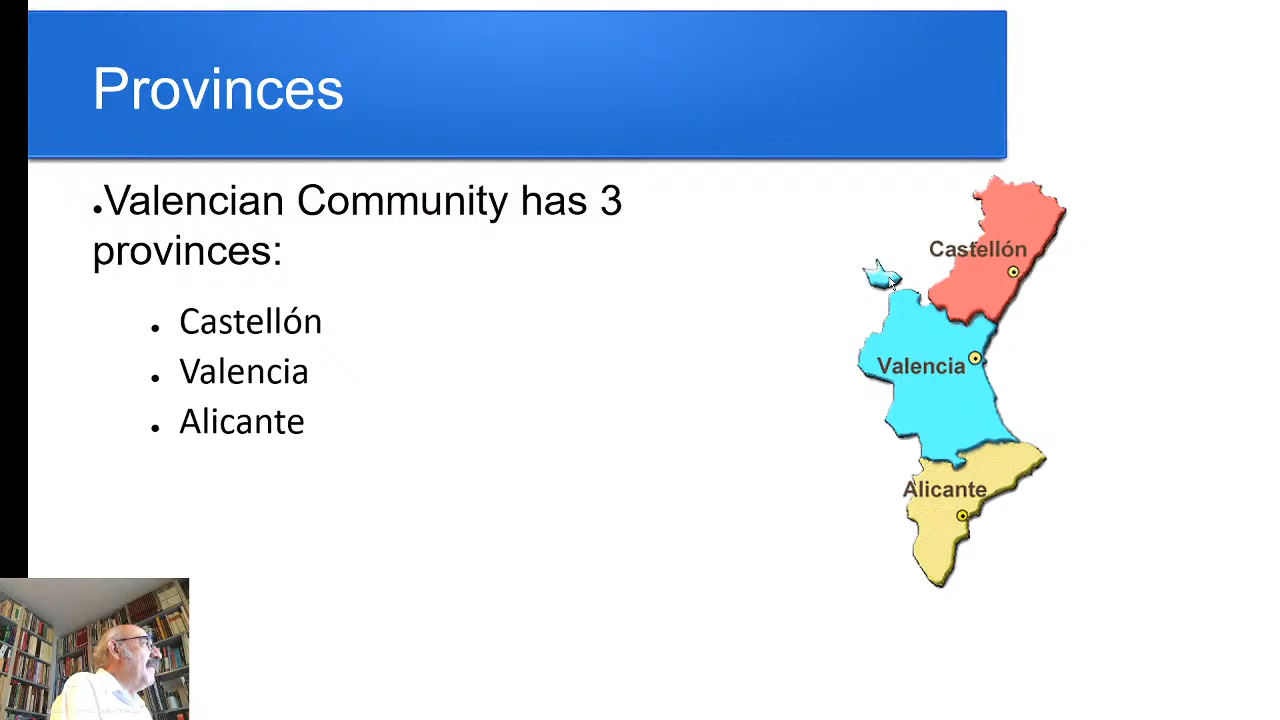 Provinces
●Valencian Community has 3
provinces:
● Castellón
● Valencia
● Alicante
Castellón
Valencia
Alicante